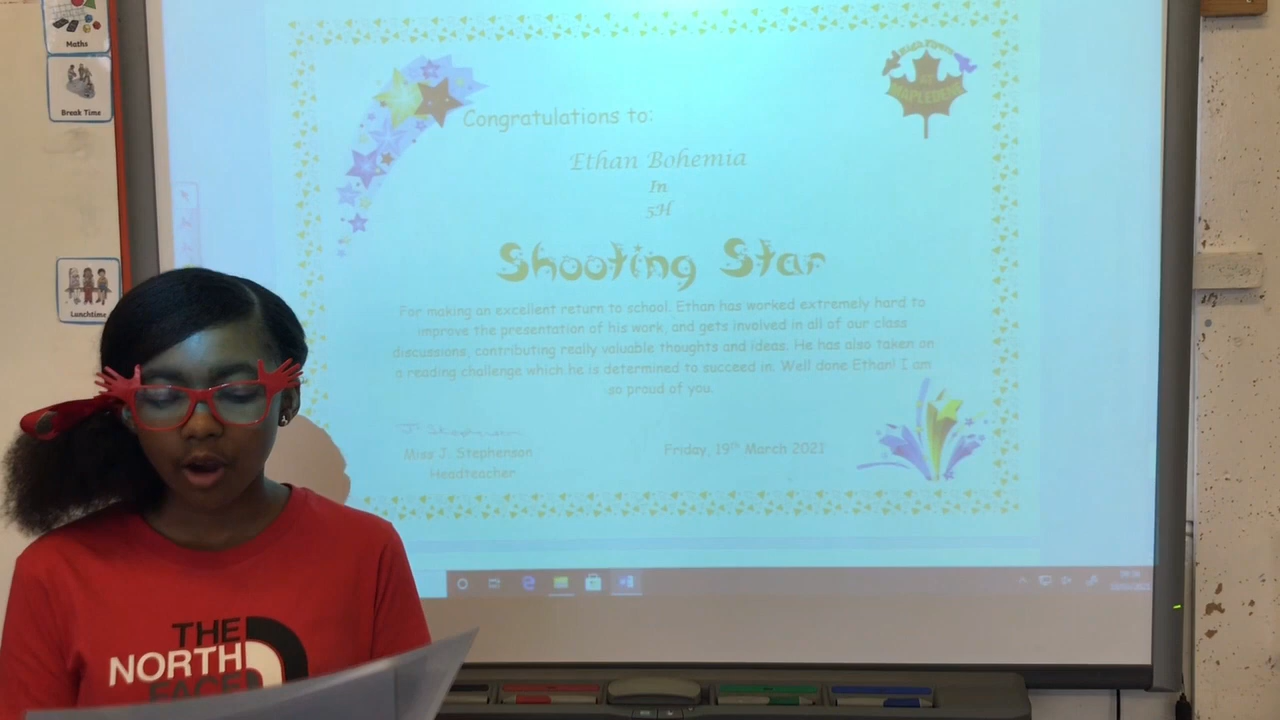 Maths
Break Time
Lunchtime
High Fives
MAPLEDENE
Congratulations to:
Ethan Bohemia
In
5H
Shooting Star
For making an excellent return to school. Ethan has worked extremely hard to
improve the presentation of his work, and gets involved in all of our class
discussions, contributing really valuable thoughts and ideas. He has also taken on
a reading challenge which he is determined to succeed in. Well done Ethan! I am
so proud of you.
Miss J. Stephenson
Headteacher
Friday, 19th March 2021
THE
NORTH
FACE